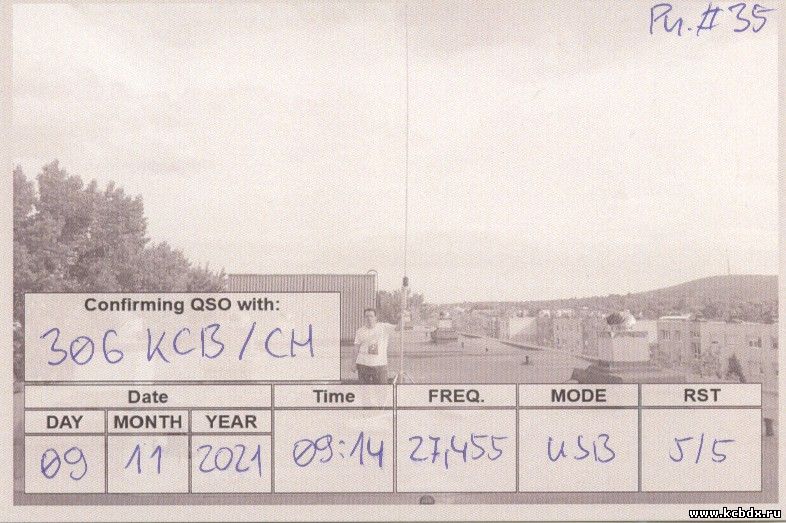 Pr. # 35
Confirming QSO with:
306 KCB / CH
Date Time FREQ. MODE RST
DAY MONTH YEAR
09 11 2021 09:14 27,455 USB 5/5
www.kcbdx.ru